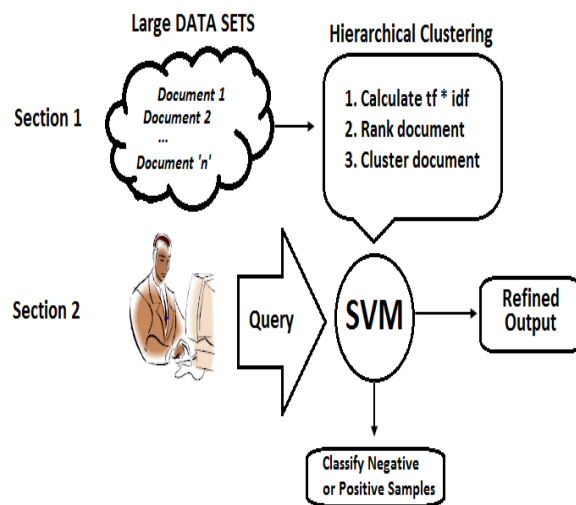 Large DATA SETS
Hierarchical Clustering
Section 1
Document 1
Document 2
...
Document 'n'
1. Calculate tf * idf
2. Rank document
3. Cluster document
Section 2
Query
SVM
Refined
Output
Classify Negative
or Positive Samples